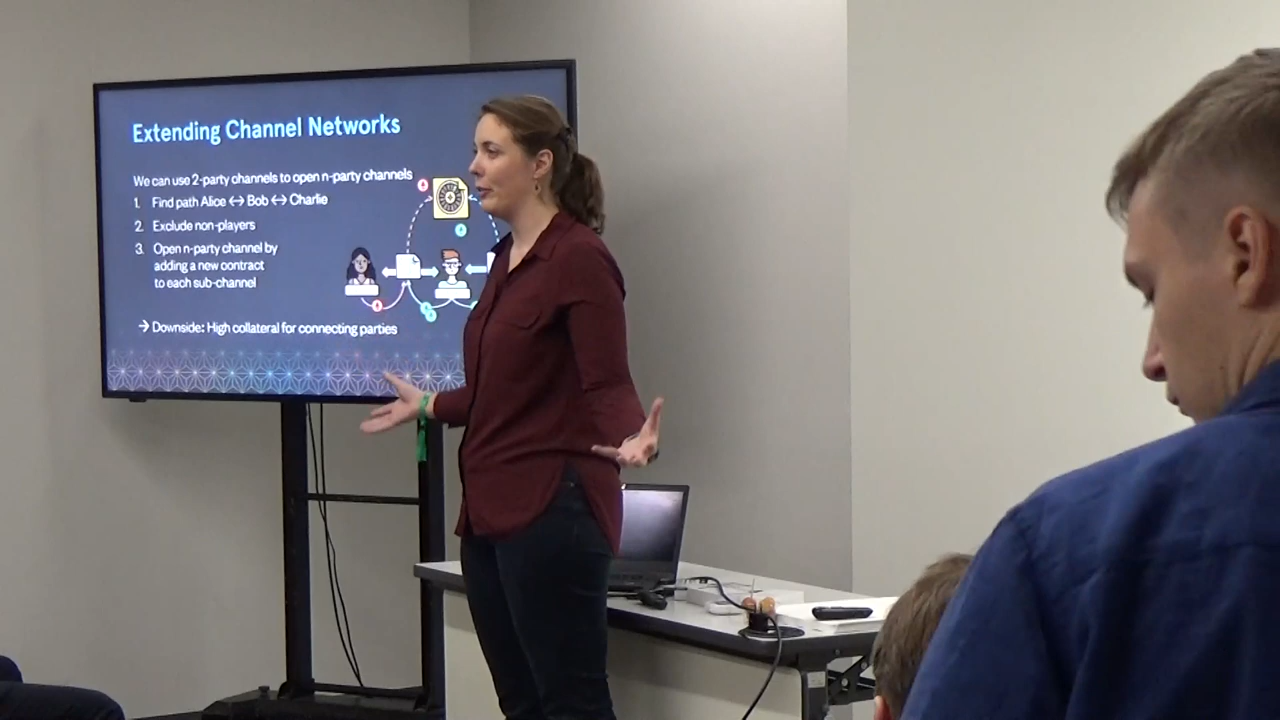 Extending Channel Networks
We can use 2-party channels to open n-party channels
1. Find path Alice ↔ Bob ↔ Charlie
2. Exclude non-players
3. Open n-party channel by
adding a new contract
to each sub-channel
→ Downside: High collateral for connecting parties